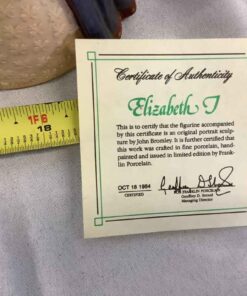 Certificate of Authenticity
Elizabeth I
This is to certify that the figurine accompanied
by this certificate is an original portrait sculp-
ture by John Bromley. It is further certified that
this work was crafted in fine porcelain, hand-
painted and issued in limited edition by Frank-
lin Porcelain.
OCT 16 1984
CERTIFIED
FOR FRANKLIN PORCELAIN
Geoffrey D.
Managing Director
1F6
18